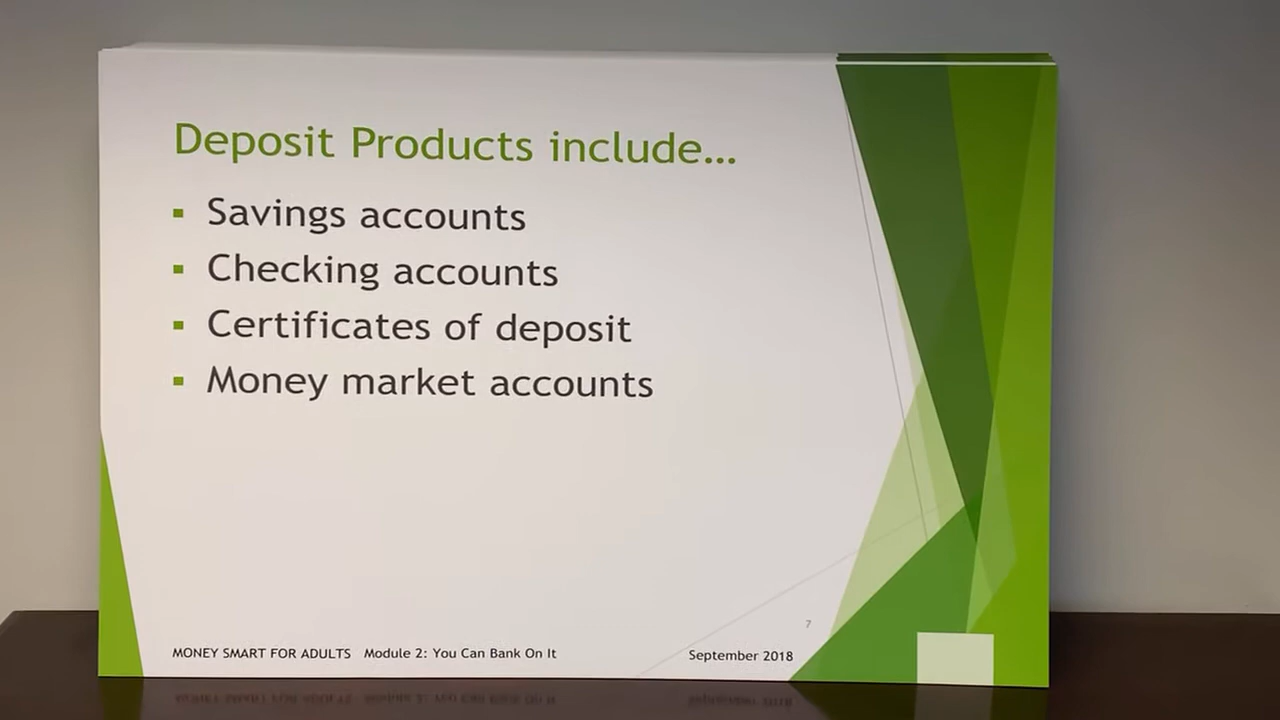 Deposit Products include…
▪ Savings accounts
▪ Checking accounts
▪ Certificates of deposit
▪ Money market accounts
7
MONEY SMART FOR ADULTS Module 2: You Can Bank On It September 2018